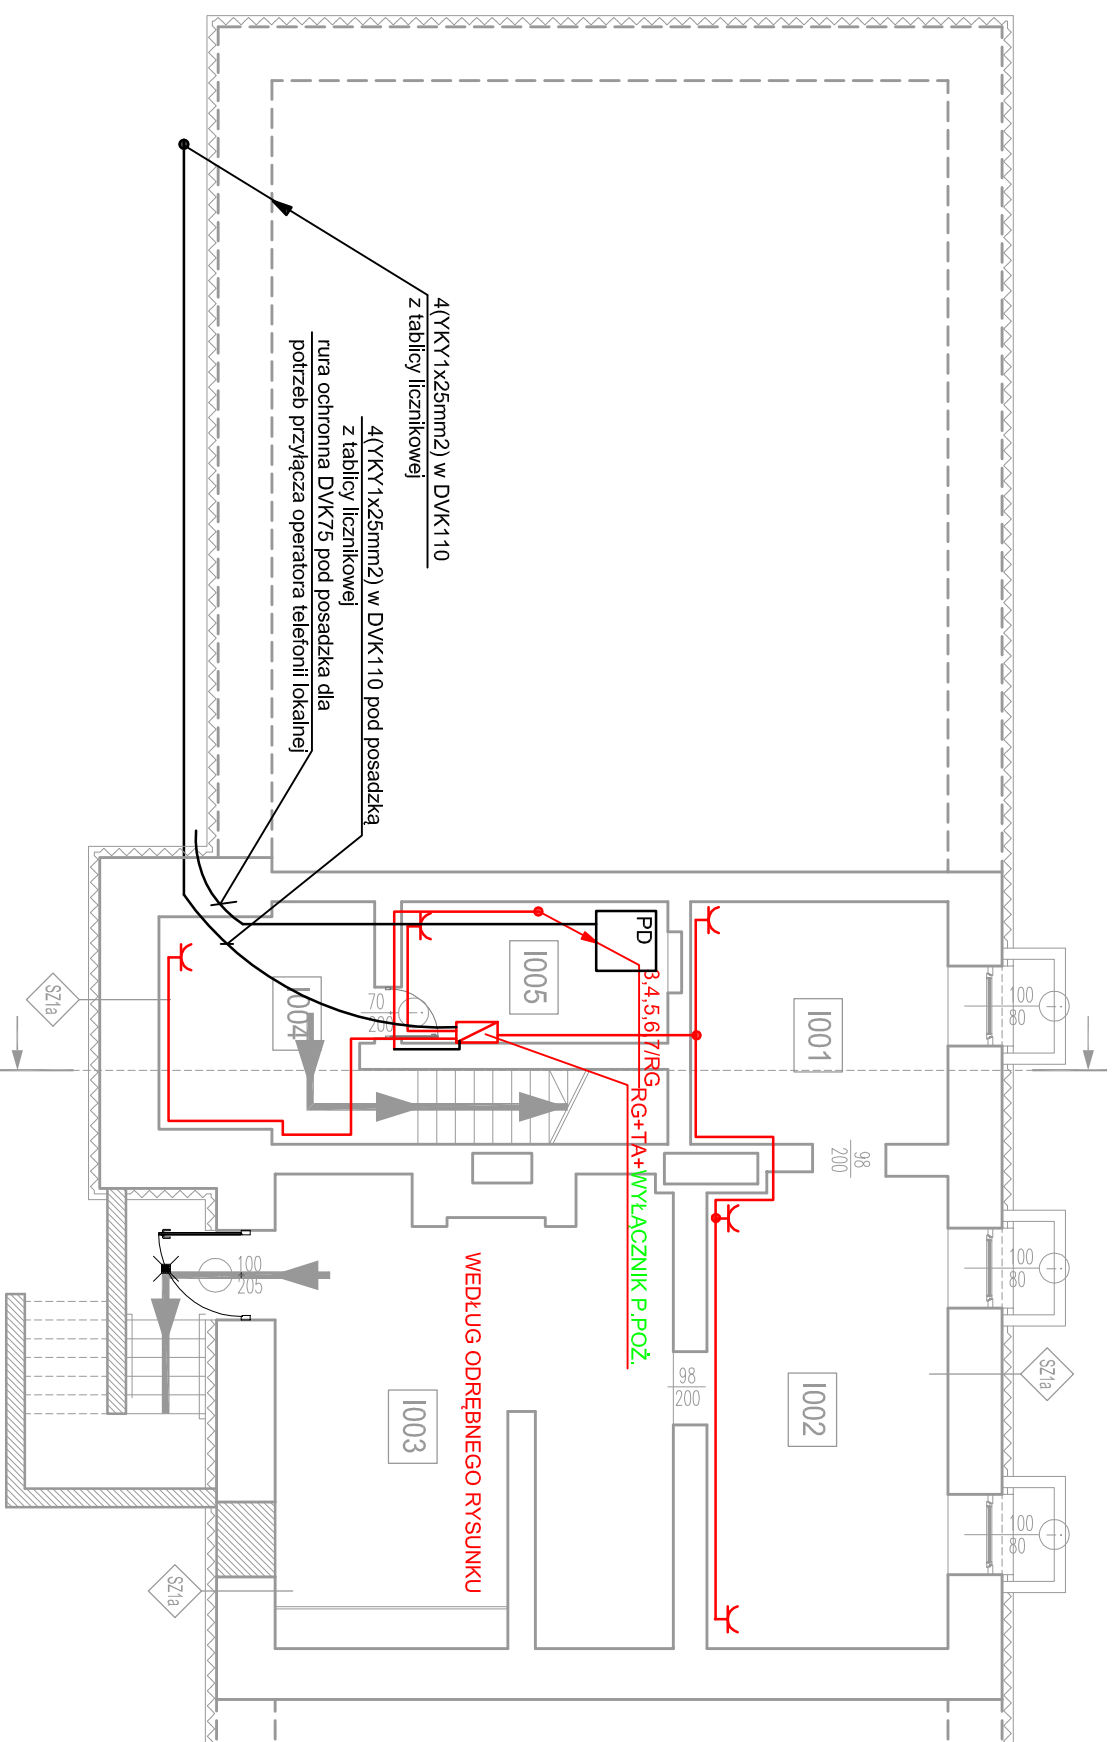 4(YKY1x25mm2) w DVK110
z tablicy licznikowej
4(YKY1x25mm2) w DVK110 pod posadzką
z tablicy licznikowej
rura ochronna DVK75 pod posadzka dla
potrzeb przyłącza operatora telefonii lokalnej
PD
3,4,5,6,7/RG
RG+TA+WYŁĄCZNIK P.POŻ.
WEDŁUG ODRĘBNEGO RYSUNKU
I001
I002
I003
I004
I005
SZ1a
SZ1a
SZ1a
70
200
98
200
98
200
100
205
100
80
100
80
100
80